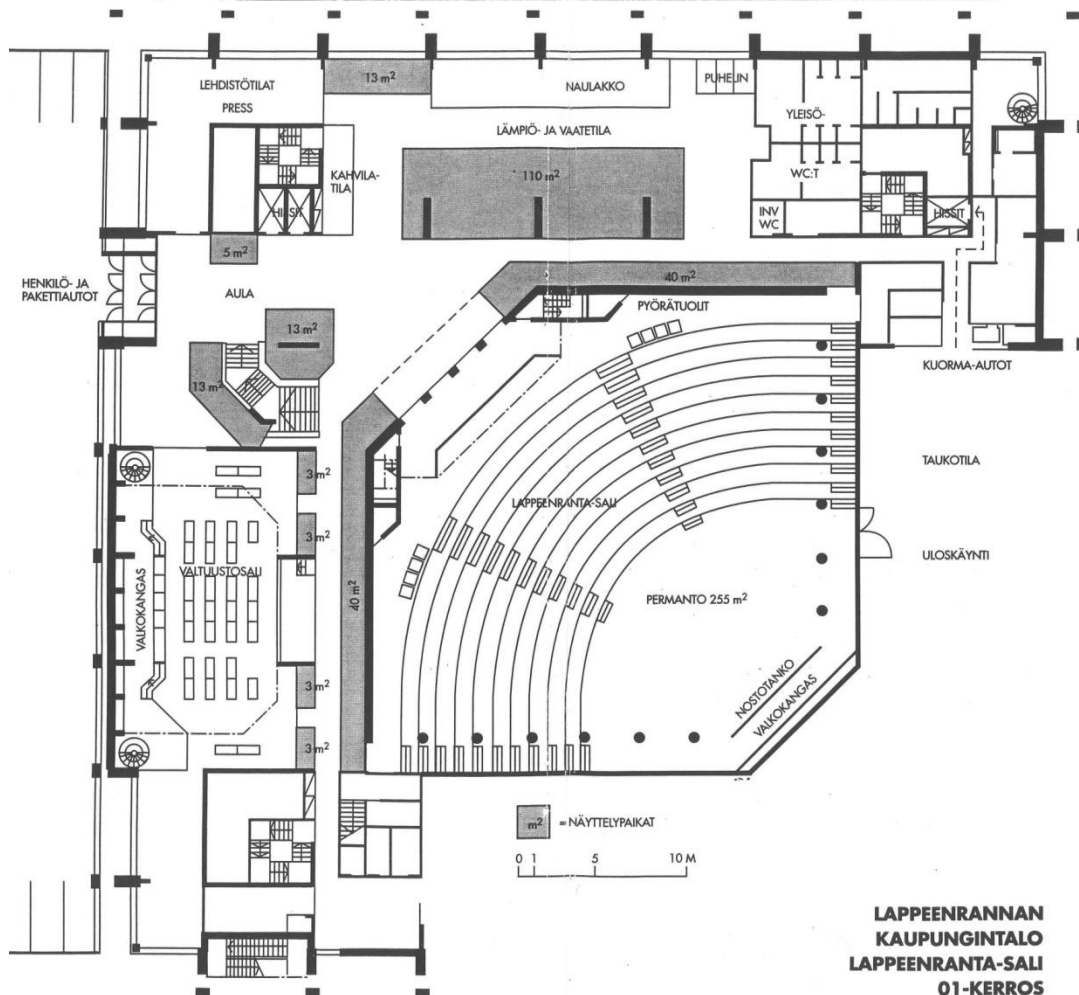 LEHDISTÖTILAT
PRESS
13 m²
NAULAKKO
PUHELIN
YLEISÖ-
WC:T
LÄMPIÖ- JA VAATETILA
KAHVILA-
TILA
110 m²
HISSIT
INV
WC
HISSIT
5 m²
HENKILÖ- JA
PAKETTIAUTOT
AULA
40 m²
PYÖRÄTUOLIT
13 m²
13 m²
KUORMA-AUTOT
3 m²
3 m²
TAUKOTILA
LAPPEENRANTA-SALI
VALKOKANGAS
VALTUUSTOSALI
40 m²
ULOSKÄYNTI
PERMANTO 255 m²
3 m²
3 m²
NOSTOTANKO
VALKOKANGAS
m² = NÄYTTELYPAIKAT
0 1 5 10 M
LAPPEENRANNAN
KAUPUNGINTALO
LAPPEENRANTA-SALI
01-KERROS